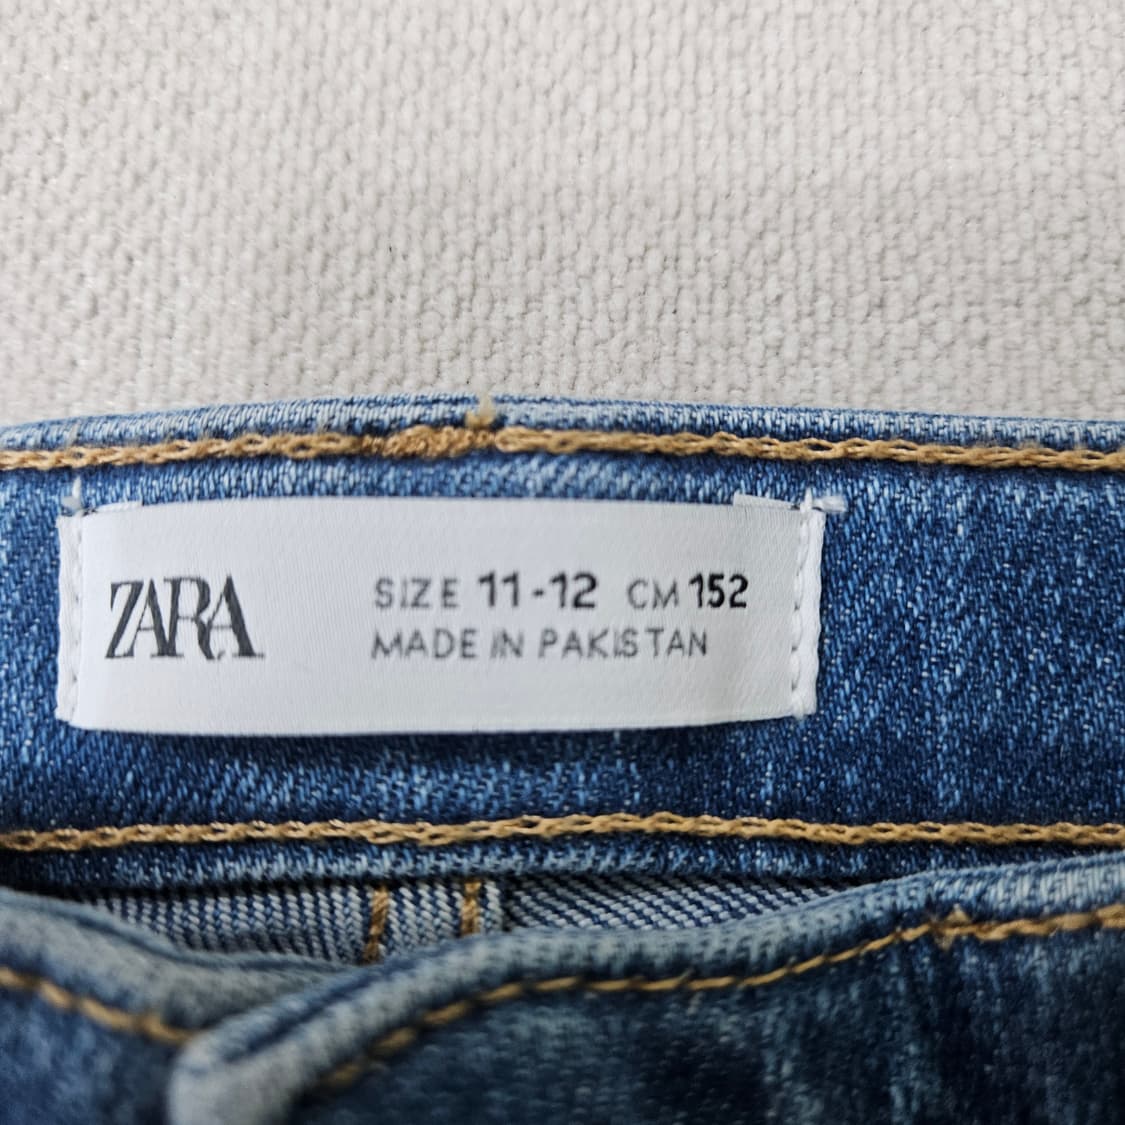 ZARA
SIZE 11-12 CM 152
MADE IN PAKISTAN